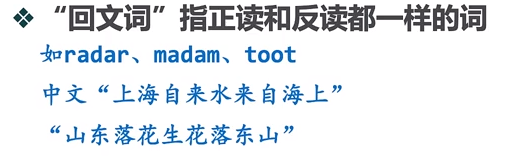 ❖ “回文词”指正读和反读都一样的词
如radar、madam、toot
中文“上海自来水来自海上”
“山东落花生花落东山”